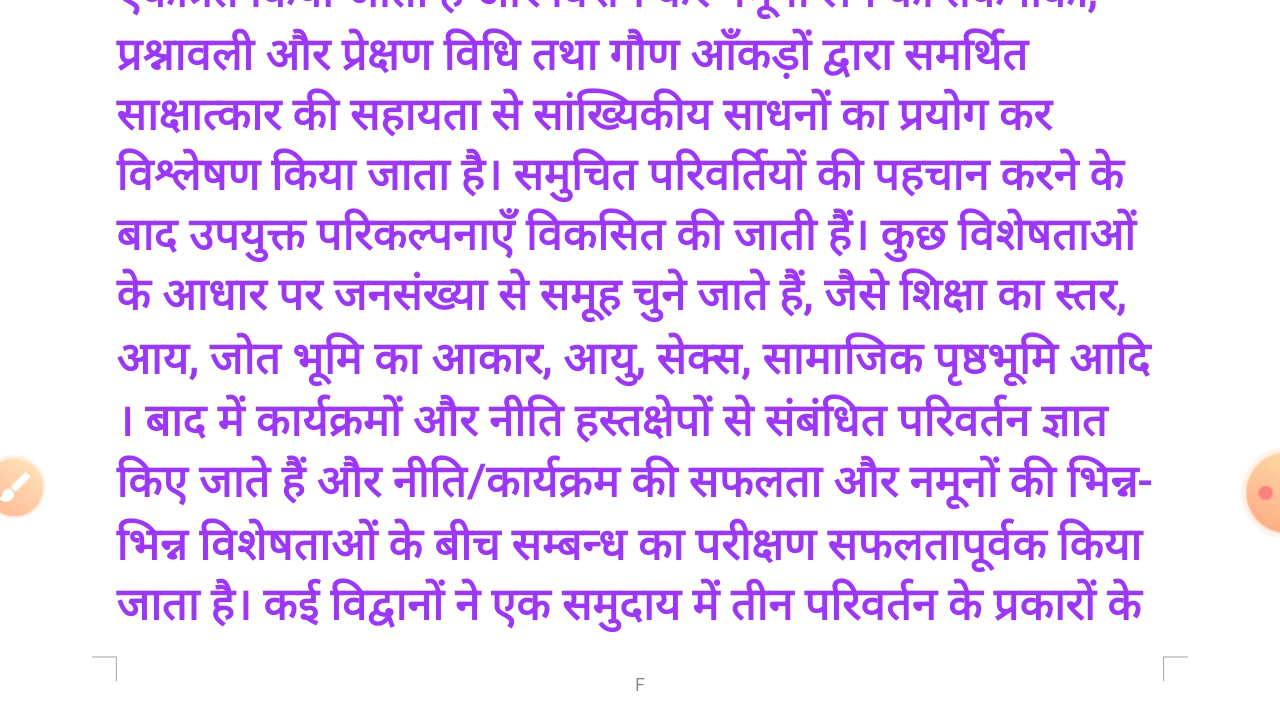 प्रश्नावली और प्रेक्षण विधि तथा गौण आँकड़ों द्वारा समर्थित
साक्षात्कार की सहायता से सांख्यिकीय साधनों का प्रयोग कर
विश्लेषण किया जाता है। समुचित परिवर्तियों की पहचान करने के
बाद उपयुक्त परिकल्पनाएँ विकसित की जाती हैं। कुछ विशेषताओं
के आधार पर जनसंख्या से समूह चुने जाते हैं, जैसे शिक्षा का स्तर,
आय, जोत भूमि का आकार, आयु, सेक्स, सामाजिक पृष्ठभूमि आदि
। बाद में कार्यक्रमों और नीति हस्तक्षेपों से संबंधित परिवर्तन ज्ञात
किए जाते हैं और नीति/कार्यक्रम की सफलता और नमूनों की भिन्न-
भिन्न विशेषताओं के बीच सम्बन्ध का परीक्षण सफलतापूर्वक किया
जाता है। कई विद्वानों ने एक समुदाय में तीन परिवर्तन के प्रकारों के
F